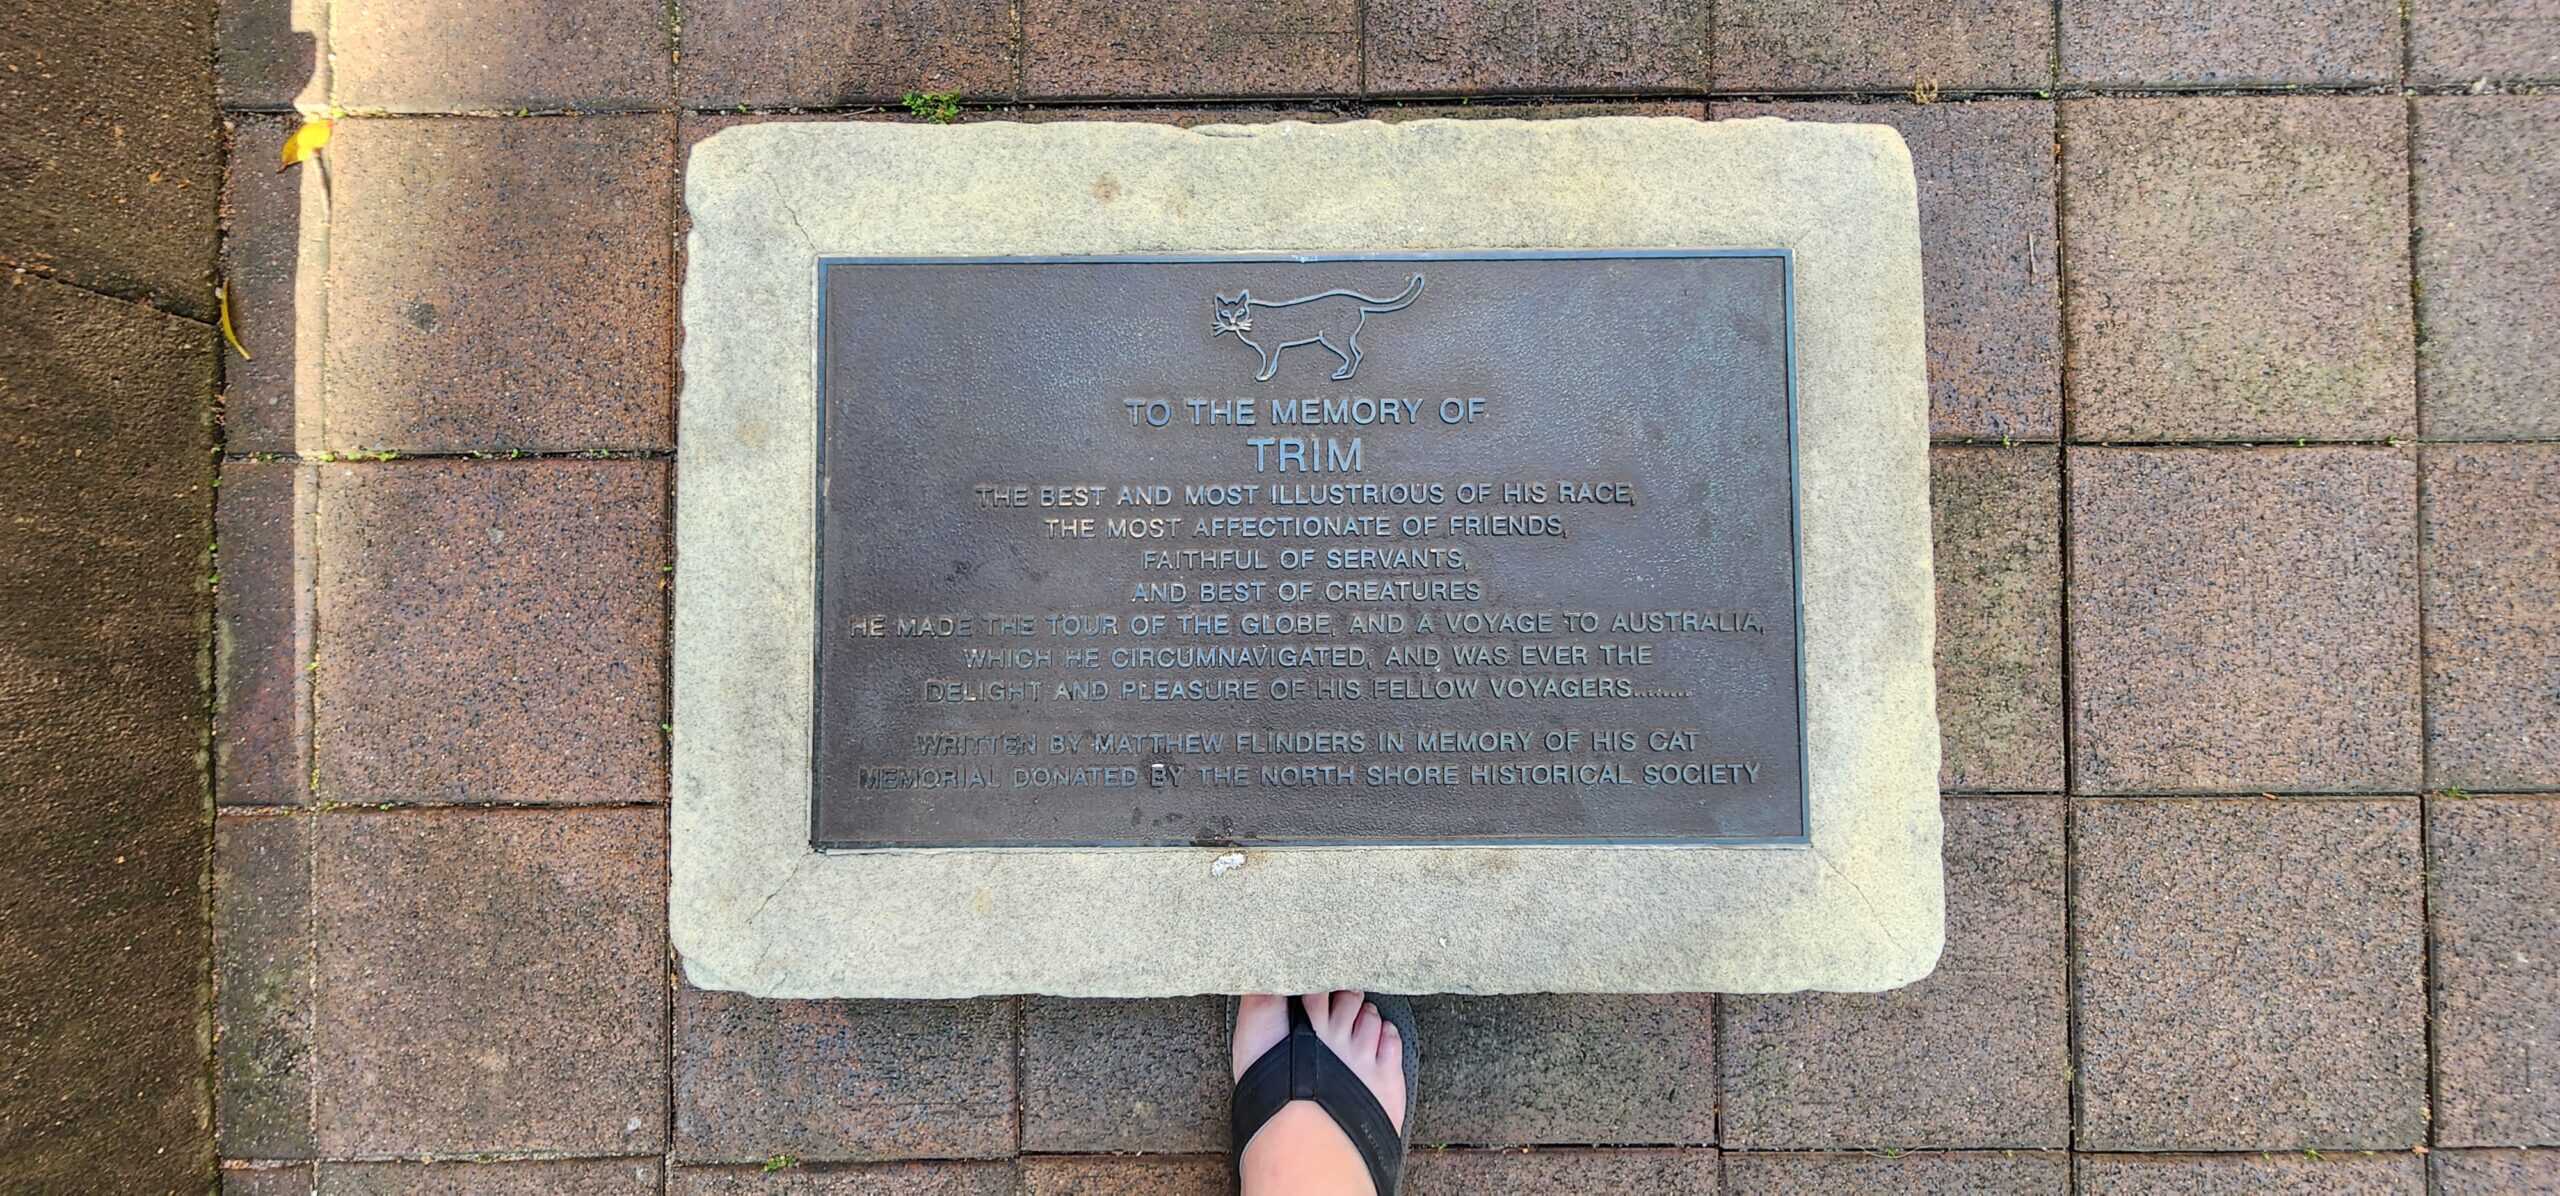 TO THE MEMORY OF
TRIM
THE BEST AND MOST ILLUSTRIOUS OF HIS RACE,
THE MOST AFFECTIONATE OF FRIENDS,
FAITHFUL OF SERVANTS,
AND BEST OF CREATURES
HE MADE THE TOUR OF THE GLOBE, AND A VOYAGE TO AUSTRALIA,
WHICH HE CIRCUMNAVIGATED, AND WAS EVER THE
DELIGHT AND PLEASURE OF HIS FELLOW VOYAGERS........
WRITTEN BY MATTHEW FLINDERS IN MEMORY OF HIS CAT
MEMORIAL DONATED BY THE NORTH SHORE HISTORICAL SOCIETY